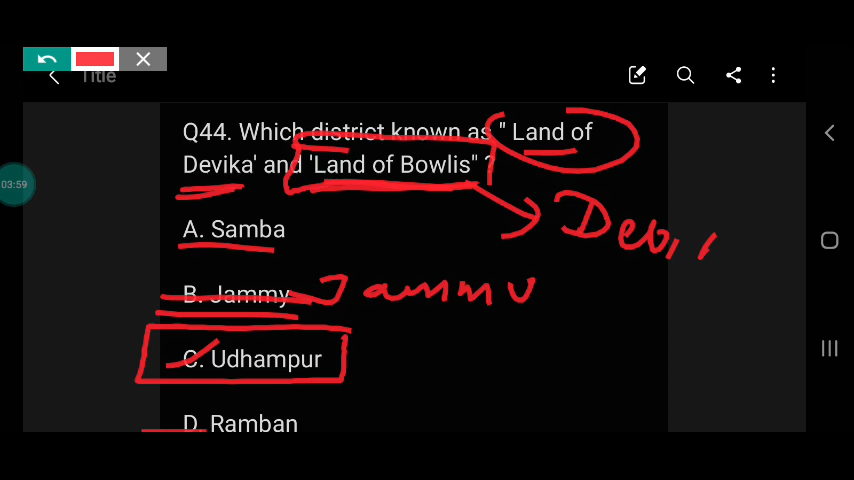 Title
03:59
Q44. Which district known as " Land of
Devika' and 'Land of Bowlis" ?
A. Samba
B. Jammy Jammu
C. Udhampur
D. Ramban